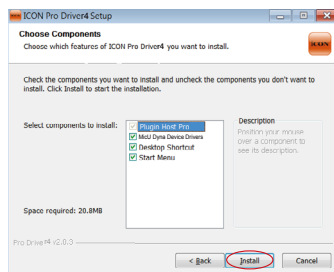 ICON Pro Driver4 Setup
Choose Components
Choose which features of ICON Pro Driver4 you want to install.
ICON
Check the components you want to install and uncheck the components you don't want to
install. Click Install to start the installation.
Select components to install:
Plugin Host Pro
MicU Dyna Device Drivers
Desktop Shortcut
Start Menu
Description
Position your mouse
over a component to
see its description.
Space required: 20.8MB
Pro Drive r4 v2.0.3
< Back
Install
Cancel